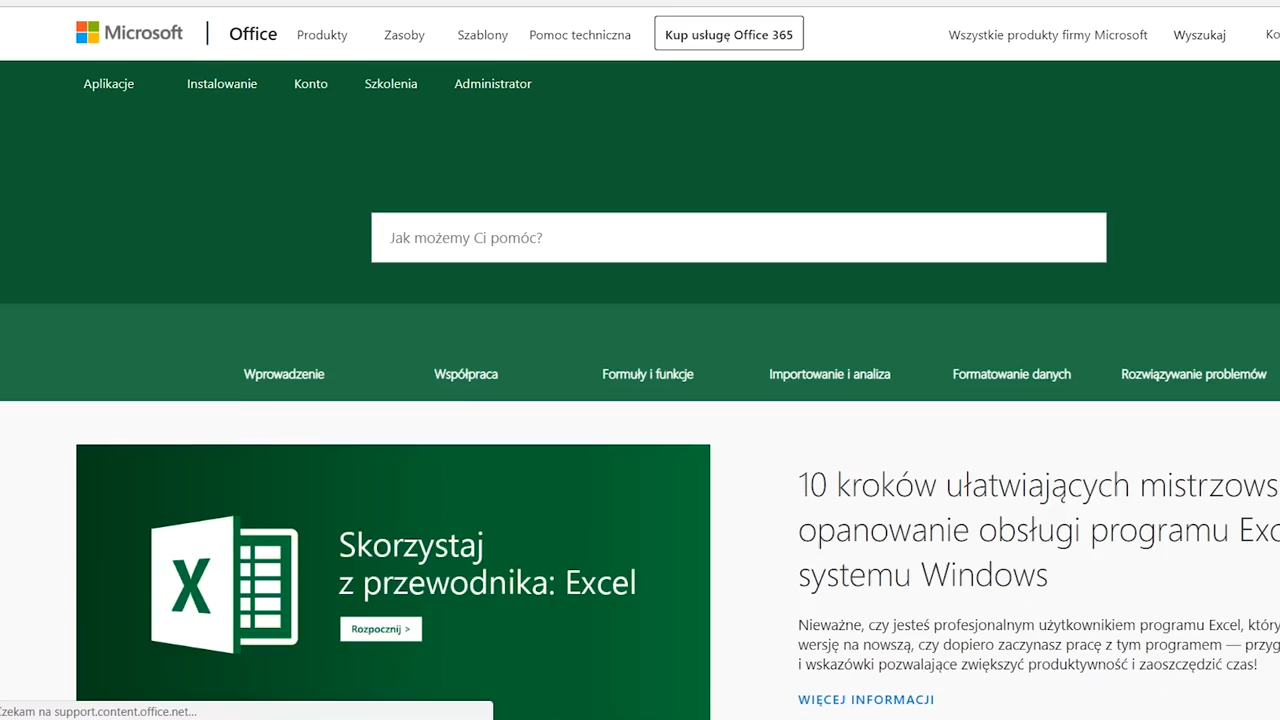 Microsoft Office Produkty Zasoby Szablony Pomoc techniczna Kup usługę Office 365 Wszystkie produkty firmy Microsoft Wyszukaj
Aplikacje Instalowanie Konto Szkolenia Administrator
Jak możemy Ci pomóc?
Wprowadzenie Współpraca Formuły i funkcje Importowanie i analiza Formatowanie danych Rozwiązywanie problemów
X
Skorzystaj
z przewodnika: Excel
Rozpocznij >
10 kroków ułatwiających mistrzows
opanowanie obsługi programu Exc
systemu Windows
Nieważne, czy jesteś profesjonalnym użytkownikiem programu Excel, który
wersję na nowszą, czy dopiero zaczynasz pracę z tym programem — przyg
i wskazówki pozwalające zwiększyć produktywność i zaoszczędzić czas!
WIĘCEJ INFORMACJI
Czekam na support.content.office.net...